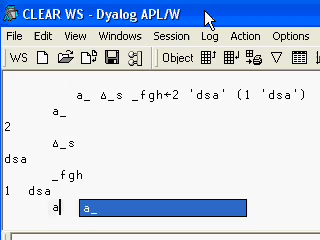 CLEAR WS - Dyalog APL/W
File Edit View Windows Session Log Action Options
WS Object
a_ ∆_s _fgh←2 'dsa' (1 'dsa')
a_
2
∆_s
dsa
_fgh
1 dsa
a a_